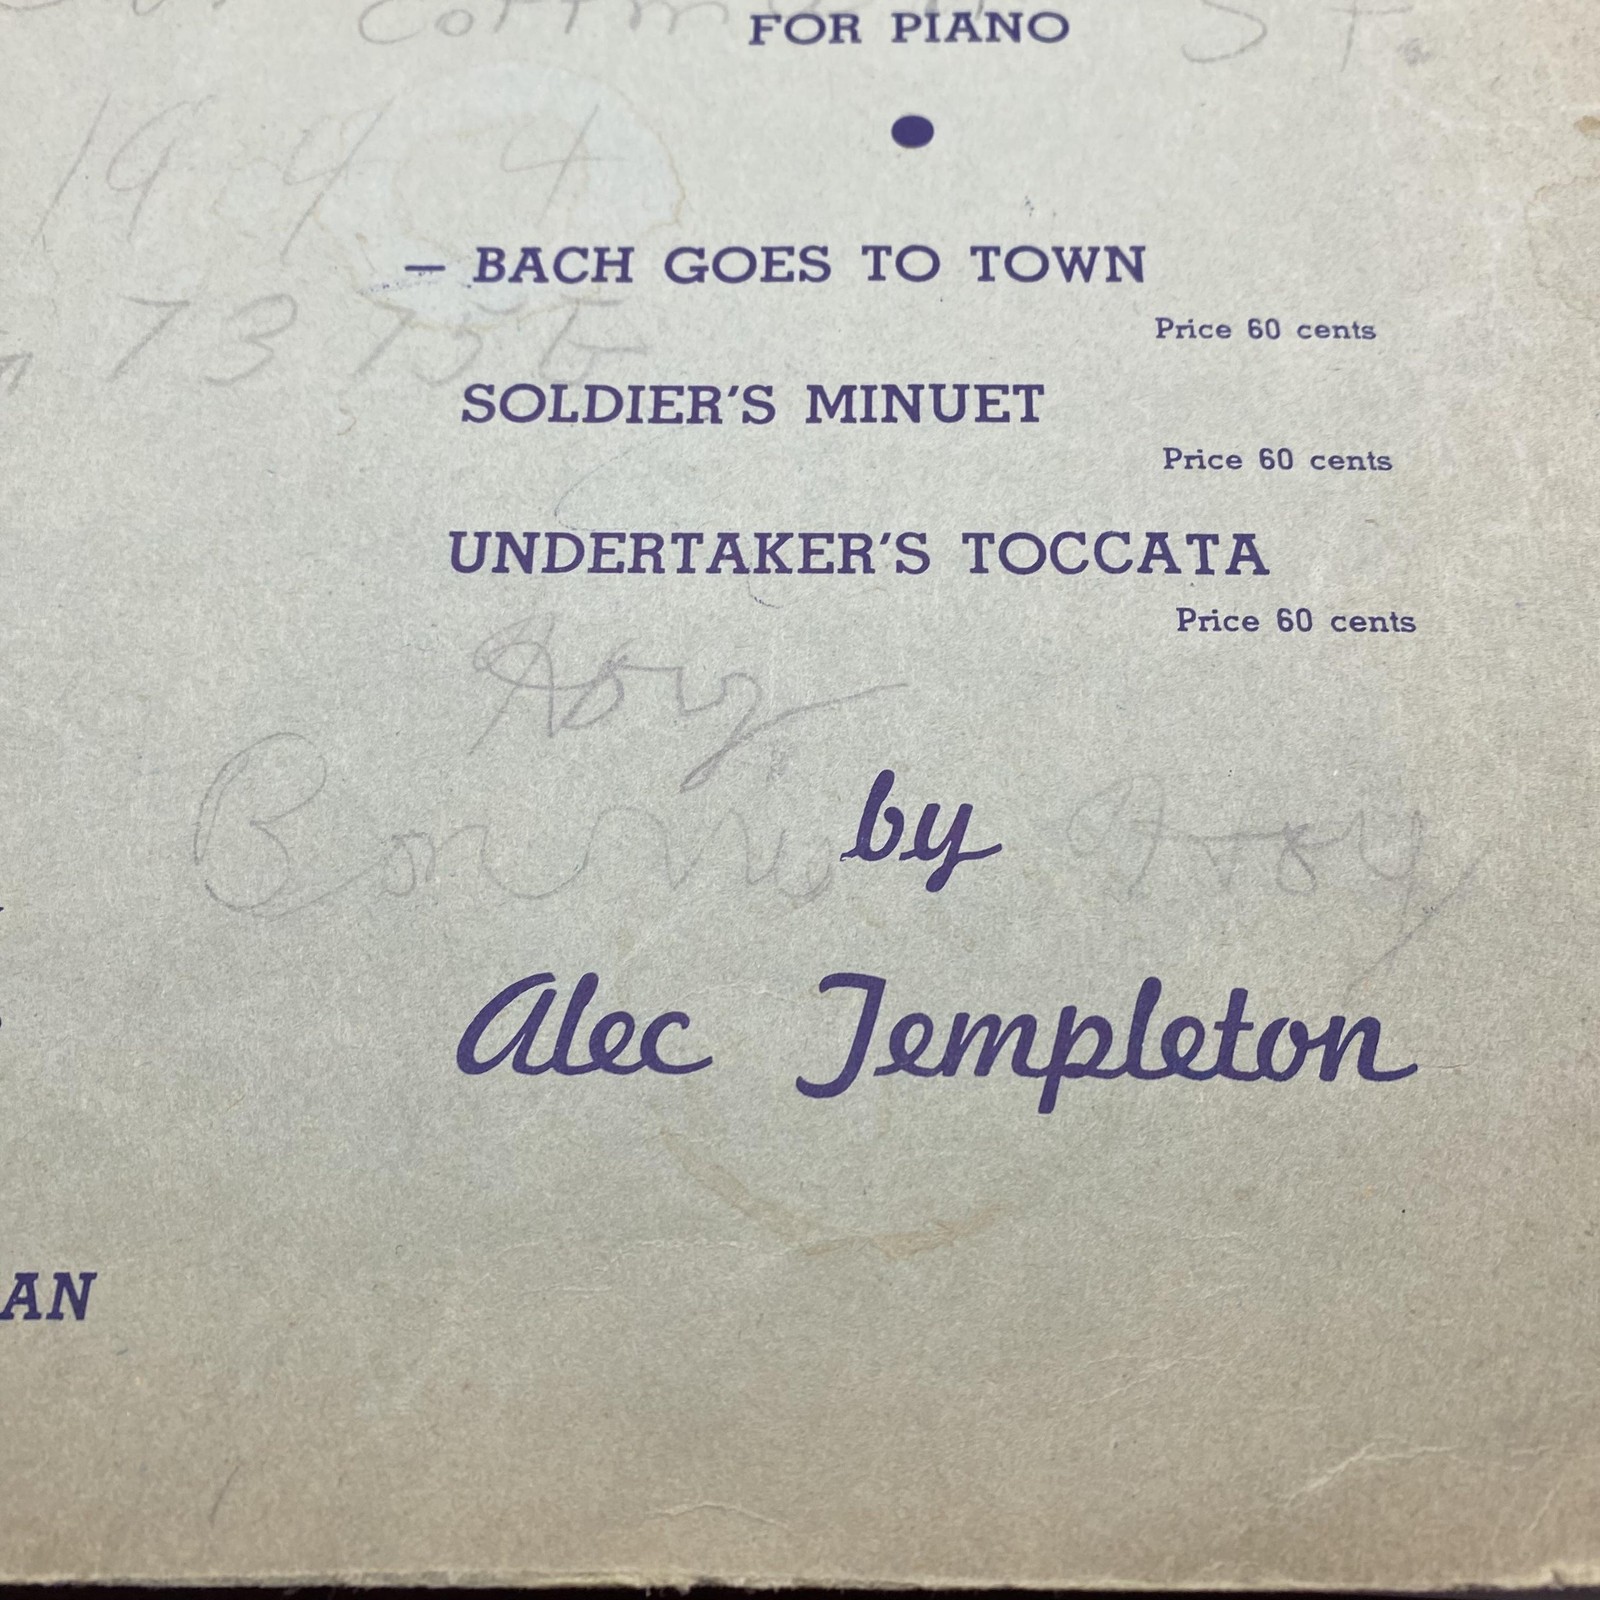 FOR PIANO
St.
1944
— BACH GOES TO TOWN
Price 60 cents
SOLDIER'S MINUET
Price 60 cents
UNDERTAKER'S TOCCATA
Price 60 cents
by
Alec Templeton
AN